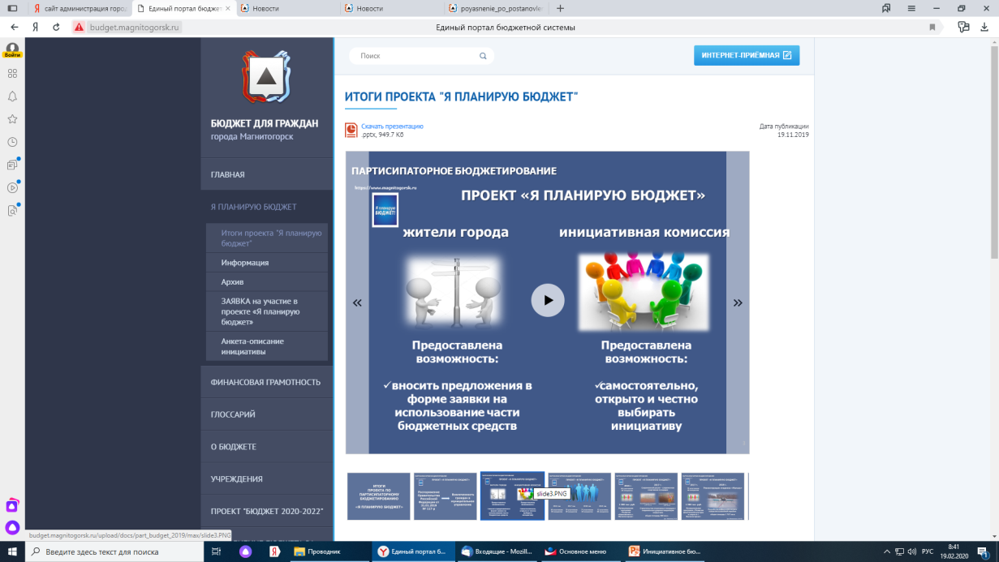 сайт администрация горо
Единый портал бюджет
Новости
Новости
poyasnenie_po_postanovle
budget.magnitogorsk.ru
Единый портал бюджетной системы
Войти
Поиск
ИНТЕРНЕТ-ПРИЁМНАЯ
БЮДЖЕТ ДЛЯ ГРАЖДАН
города Магнитогорск
ГЛАВНАЯ
Я ПЛАНИРУЮ БЮДЖЕТ
Итоги проекта "Я планирую
бюджет"
Информация
Архив
ЗАЯВКА на участие в
проекте «Я планирую
бюджет»
Анкета-описание
инициативы
ФИНАНСОВАЯ ГРАМОТНОСТЬ
ГЛОССАРИЙ
О БЮДЖЕТЕ
УЧРЕЖДЕНИЯ
ПРОЕКТ "БЮДЖЕТ 2020-2022"
ИТОГИ ПРОЕКТА "Я ПЛАНИРУЮ БЮДЖЕТ"
Скачать презентацию
.pptx, 949.7 Кб
Дата публикации
19.11.2019
ПАРТИСИПАТОРНОЕ БЮДЖЕТИРОВАНИЕ
https://www.magnitogorsk.ru
Я планирую
БЮДЖЕТ!
ПРОЕКТ «Я ПЛАНИРУЮ БЮДЖЕТ»
жители города
инициативная комиссия
Предоставлена
возможность:
✓вносить предложения в
форме заявки на
использование части
бюджетных средств
Предоставлена
возможность:
✓самостоятельно,
открыто и честно
выбирать
инициативу
ИТОГИ
ПРОЕКТА ПО
ПАРТИСИПАТОРНОМУ
БЮДЖЕТИРОВАНИЮ
«Я ПЛАНИРУЮ БЮДЖЕТ»
slide3.PNG
budget.magnitogorsk.ru/upload/docs/part_budget_2019/max/slide3.PNG
Введите здесь текст для поиска
Проводник
Единый портал б...
Входящие - Mozill...
Основное меню
Инициативное бю...
РУС
8:41
19.02.2020
1